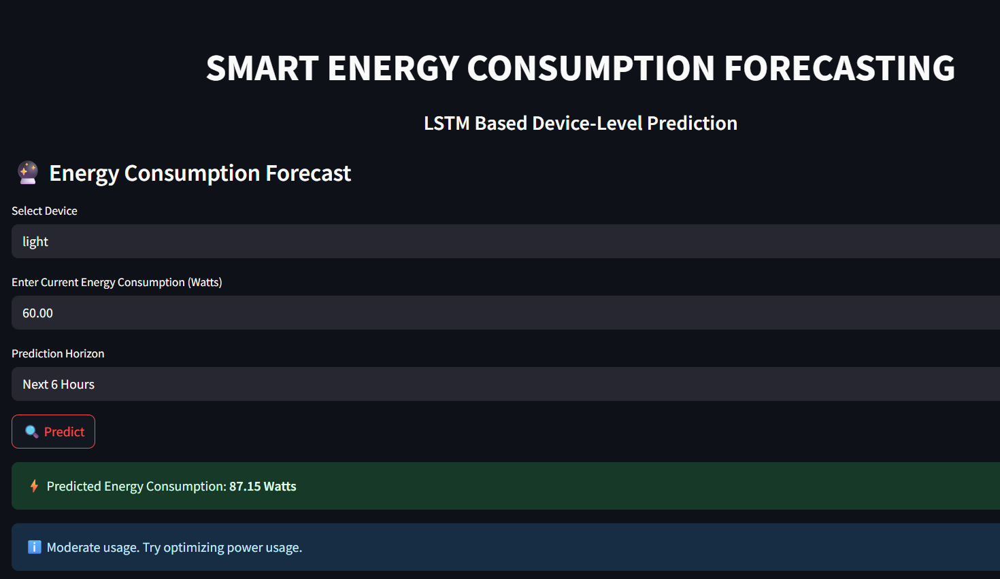 SMART ENERGY CONSUMPTION FORECASTING
LSTM Based Device-Level Prediction
Energy Consumption Forecast
Select Device
light
Enter Current Energy Consumption (Watts)
60.00
Prediction Horizon
Next 6 Hours
Predict
Predicted Energy Consumption: 87.15 Watts
Moderate usage. Try optimizing power usage.